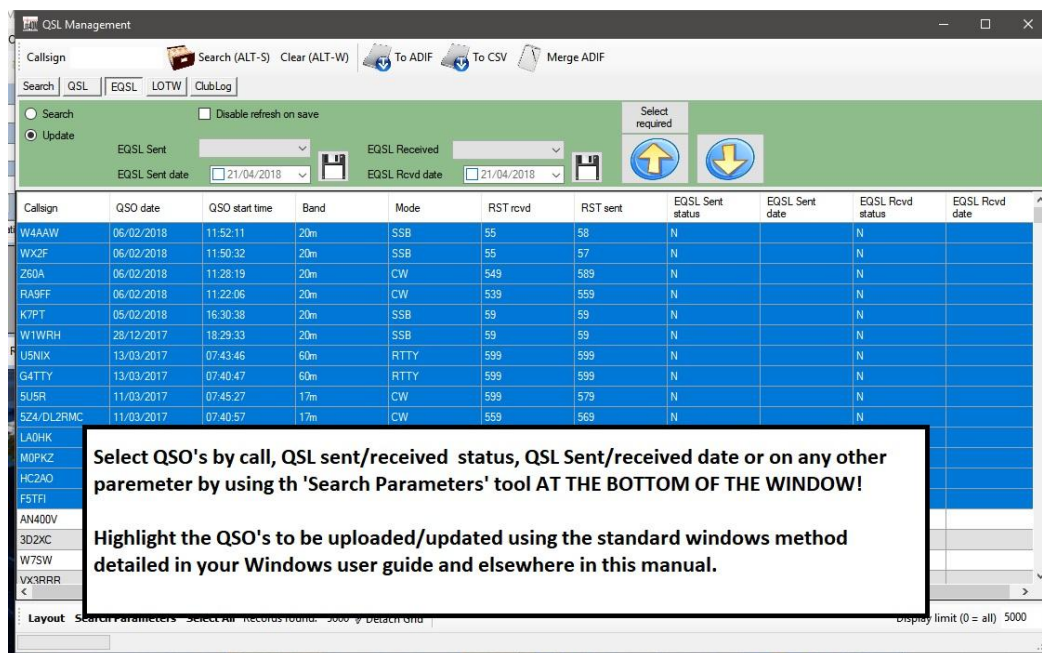 QSL Management
Callsign Search (ALT-S) Clear (ALT-W) To ADIF To CSV Merge ADIF
Search QSL EQSL LOTW ClubLog
Search Disable refresh on save Select required
Update
EQSL Sent EQSL Received
EQSL Sent date 21/04/2018 EQSL Rcvd date 21/04/2018
Callsign QSO date QSO start time Band Mode RST rcvd RST sent EQSL Sent status EQSL Sent date EQSL Rcvd status EQSL Rcvd date
W4AAW 06/02/2018 11:52:11 20m SSB 55 58 N N
WX2F 06/02/2018 11:50:32 20m SSB 55 57 N N
Z60A 06/02/2018 11:28:19 20m CW 549 589 N N
RA9FF 06/02/2018 11:22:06 20m CW 539 559 N N
K7PT 05/02/2018 16:30:38 20m SSB 59 59 N N
W1WRH 28/12/2017 18:29:33 20m SSB 59 59 N N
U5NIX 13/03/2017 07:43:46 60m RTTY 599 599 N N
G4TTY 13/03/2017 07:40:47 60m RTTY 599 599 N N
5U5R 11/03/2017 07:45:27 17m CW 599 579 N N
5Z4/DL2RMC 11/03/2017 07:40:57 17m CW 559 569 N N
LA0HK
M0PKZ
HC2AO
F5TFI
AN400V
3D2XC
W7SW
VX3RRR
Select QSO's by call, QSL sent/received status, QSL Sent/received date or on any other
paremeter by using th 'Search Parameters' tool AT THE BOTTOM OF THE WINDOW!
Highlight the QSO's to be uploaded/updated using the standard windows method
detailed in your Windows user guide and elsewhere in this manual.
Layout Search Parameters Select All Records found: 5000 Detach Grid Display limit (0 = all) 5000